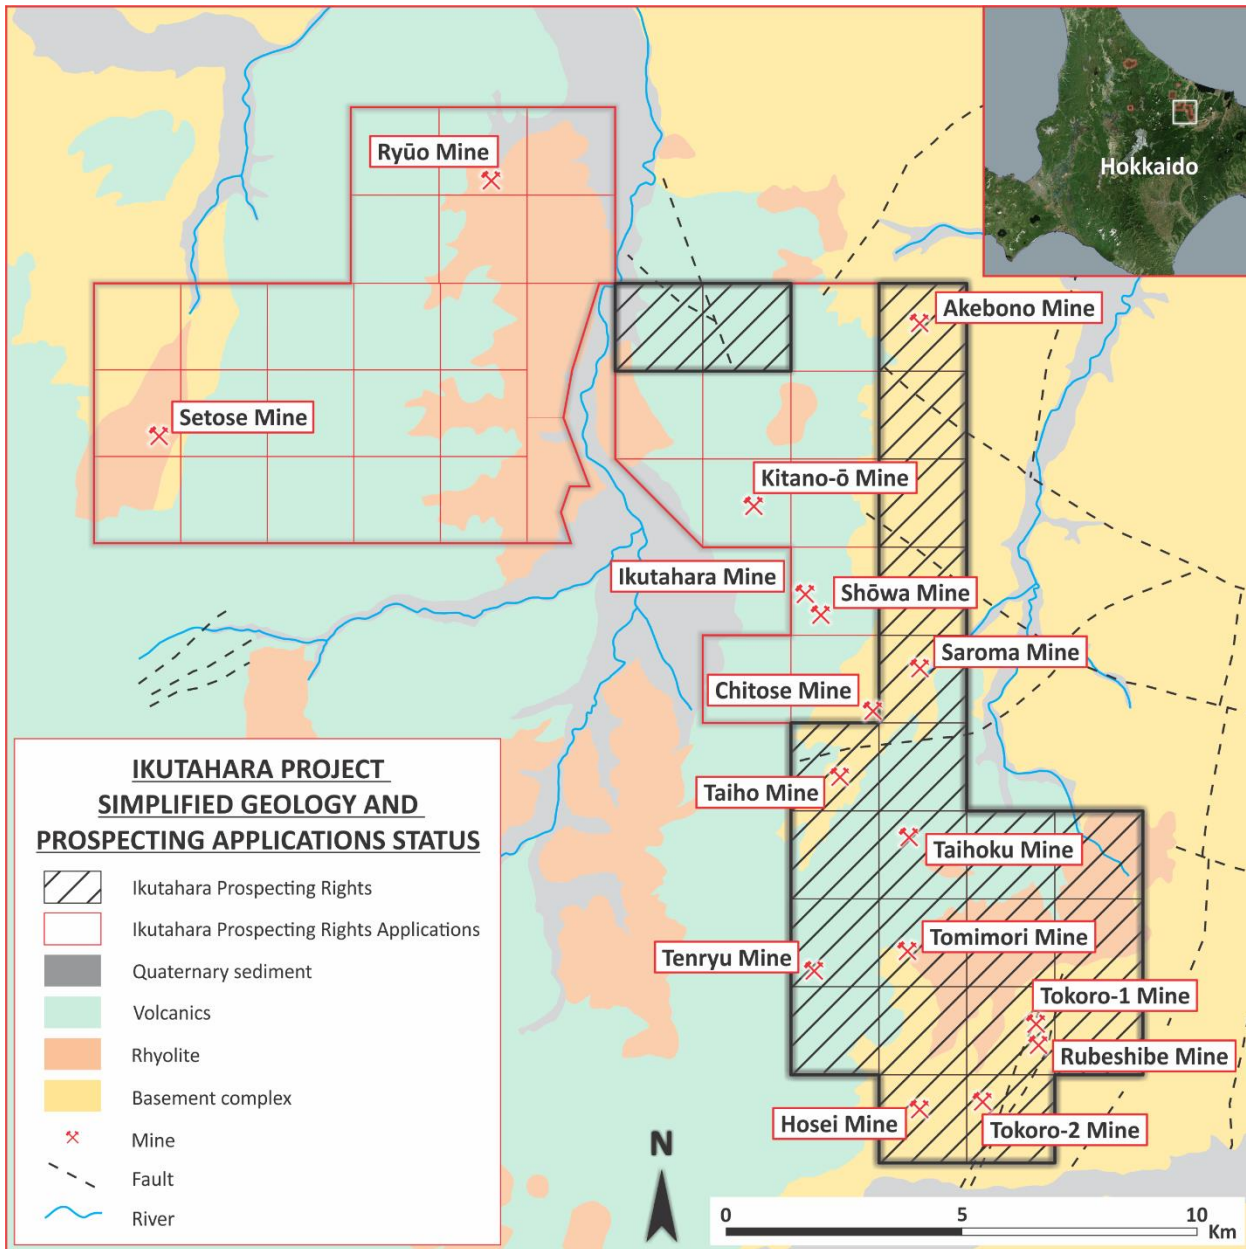 Hokkaido
Ryūo Mine
Akebono Mine
Setose Mine
Kitano-ō Mine
Ikutahara Mine
Shōwa Mine
Saroma Mine
Chitose Mine
Taiho Mine
Taihoku Mine
Tomimori Mine
Tenryu Mine
Tokoro-1 Mine
Rubeshibe Mine
Hosei Mine
Tokoro-2 Mine
IKUTAHARA PROJECT
SIMPLIFIED GEOLOGY AND
PROSPECTING APPLICATIONS STATUS
Ikutahara Prospecting Rights
Ikutahara Prospecting Rights Applications
Quaternary sediment
Volcanics
Rhyolite
Basement complex
Mine
Fault
River
N
0 5 10
Km